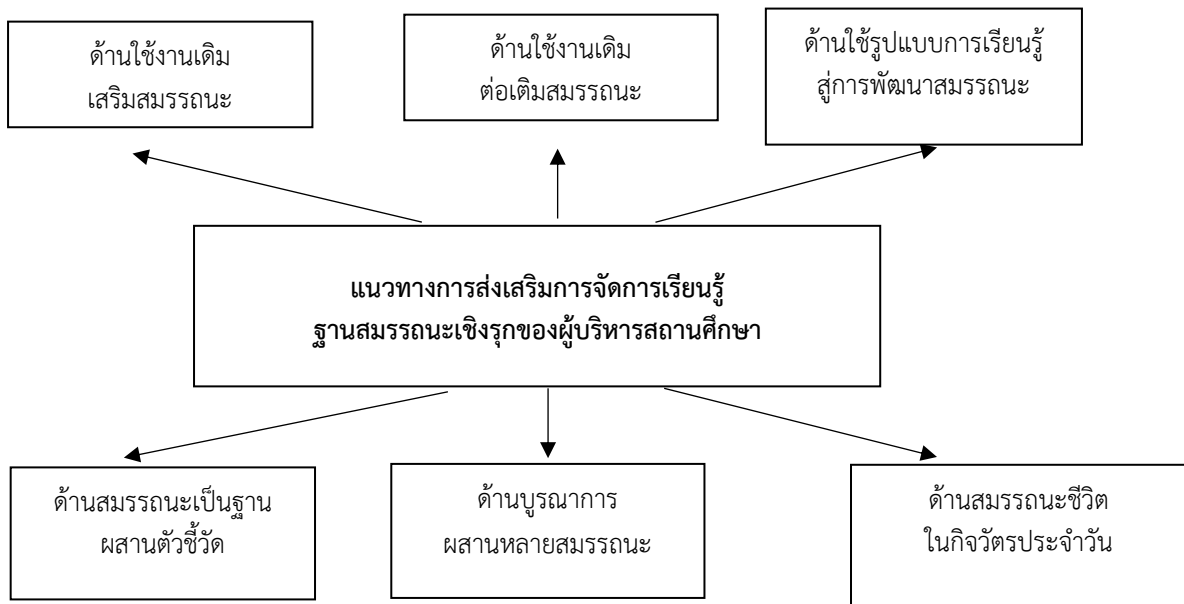 ด้านใช้งานเดิม
เสริมสมรรถนะ
ด้านใช้งานเดิม
ต่อเติมสมรรถนะ
ด้านใช้รูปแบบการเรียนรู้
สู่การพัฒนาสมรรถนะ
แนวทางการส่งเสริมการจัดการเรียนรู้
ฐานสมรรถนะเชิงรุกของผู้บริหารสถานศึกษา
ด้านสมรรถนะเป็นฐาน
ผสานตัวชี้วัด
ด้านบูรณาการ
ผสานหลายสมรรถนะ
ด้านสมรรถนะชีวิต
ในกิจวัตรประจำวัน